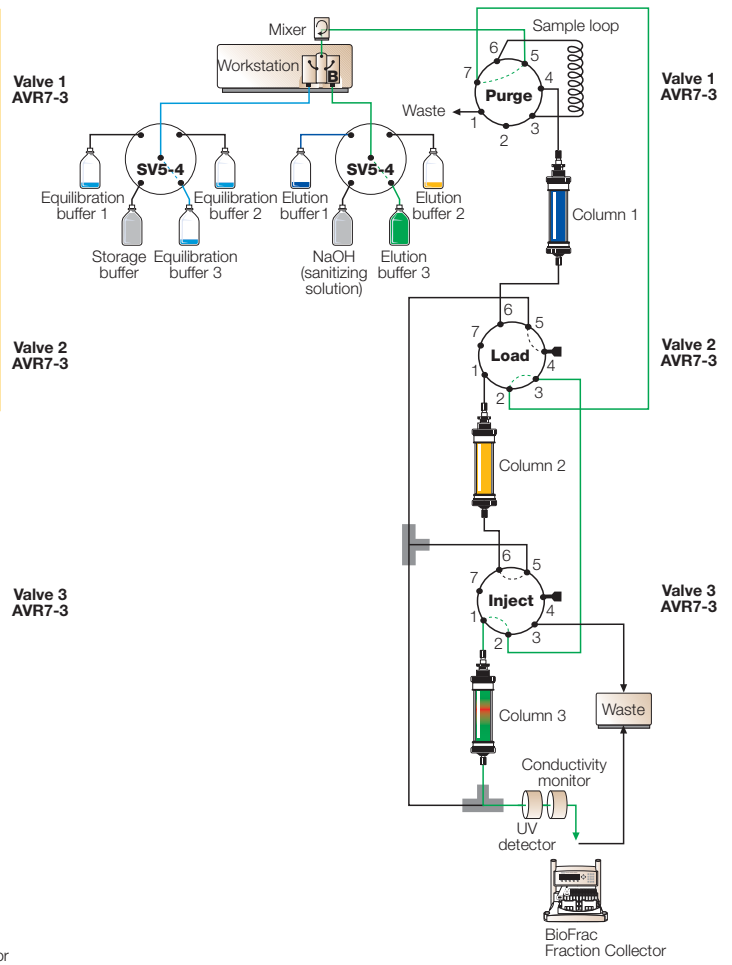 Mixer
Sample loop
Workstation
B
Valve 1
AVR7-3
6
5
7
4
Purge
Waste
1
2
3
Valve 1
AVR7-3
SV5-4
SV5-4
Equilibration
buffer 1
Equilibration
buffer 2
Elution
buffer 1
Elution
buffer 2
Storage
buffer
Equilibration
buffer 3
NaOH
(sanitizing
solution)
Elution
buffer 3
Column 1
Valve 2
AVR7-3
6
5
7
Load
4
1
2
3
Valve 2
AVR7-3
Column 2
Valve 3
AVR7-3
6
5
7
Inject
4
1
2
3
Valve 3
AVR7-3
Column 3
Waste
Conductivity
monitor
UV
detector
BioFrac
Fraction Collector
or